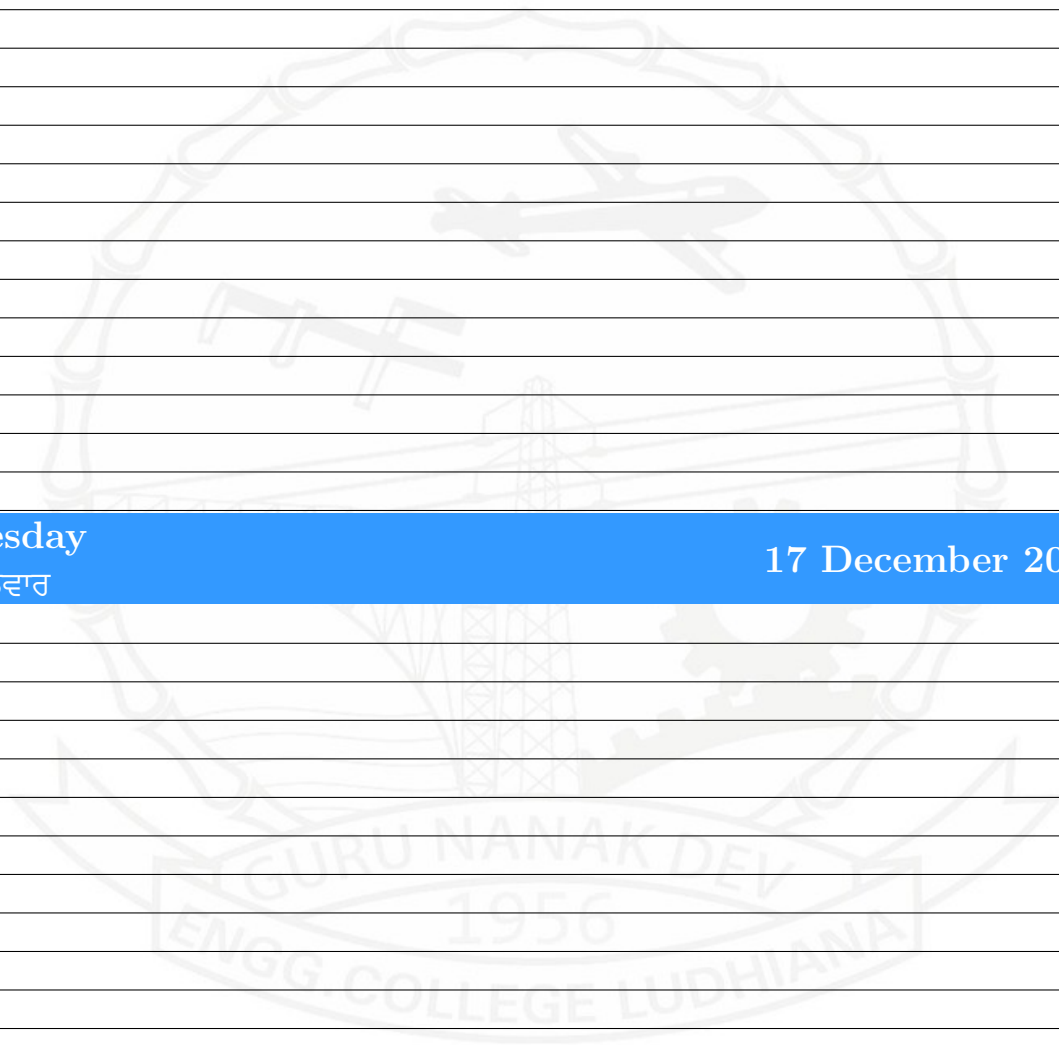 esday
17 December 20
ਵਾਰ
GURU NANAK DEV
1956
ENGG. COLLEGE LUDHIANA